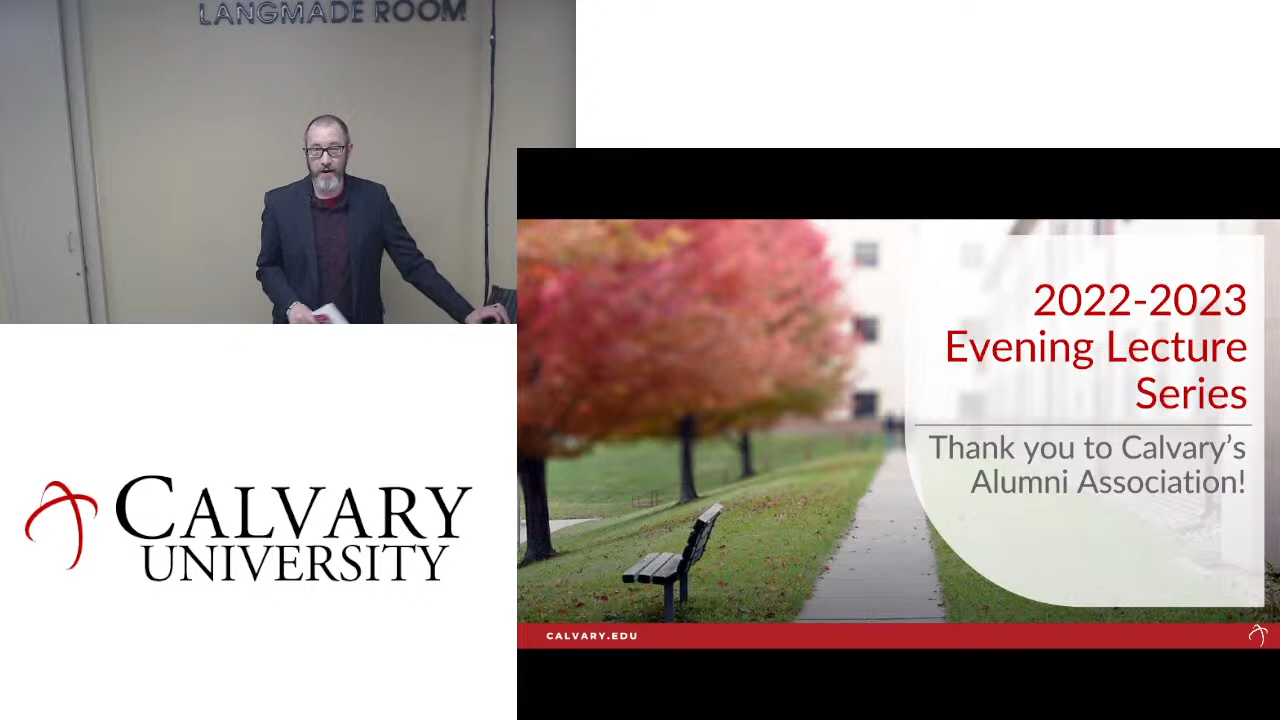 LANGMADE ROOM
2022-2023
Evening Lecture
Series
Thank you to Calvary’s
Alumni Association!
CALVARY
UNIVERSITY
CALVARY.EDU